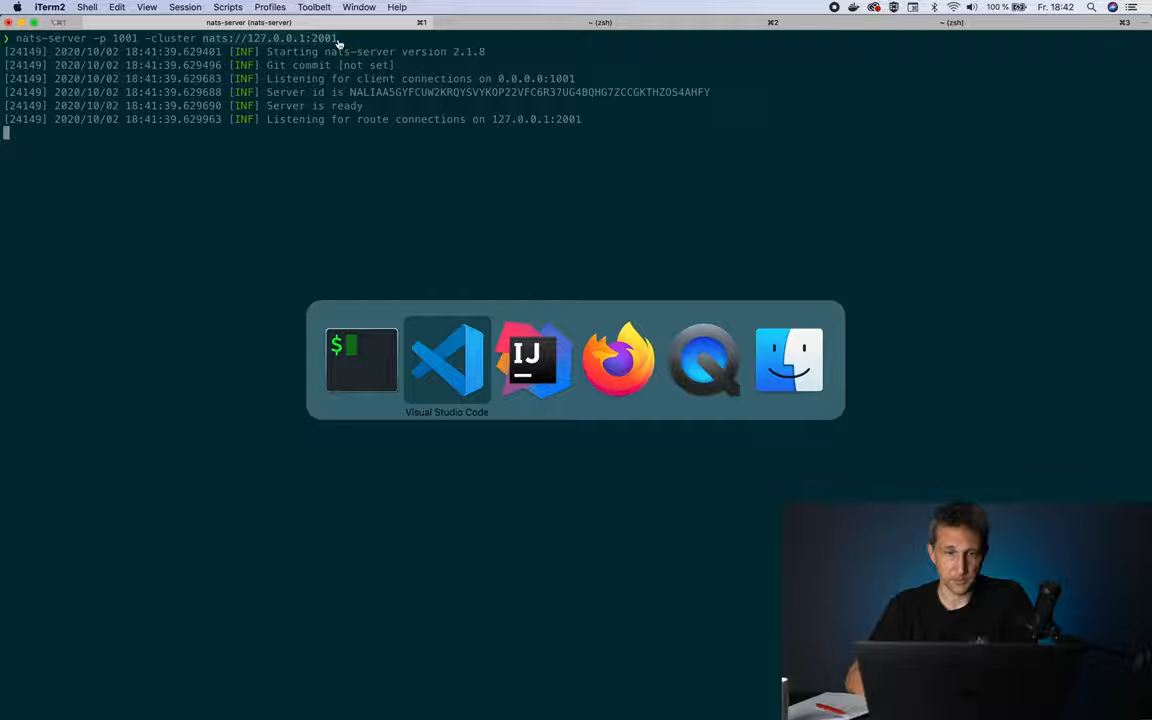 iTerm2 Shell Edit View Session Scripts Profiles Toolbelt Window Help 100 % Fr. 18:42
⌥⌘1 nats-server (nats-server) ⌘1 ~ (zsh) ⌘2 ~ (zsh) ⌘3
❯ nats-server -p 1001 -cluster nats://127.0.0.1:2001
[24149] 2020/10/02 18:41:39.629401 [INF] Starting nats-server version 2.1.8
[24149] 2020/10/02 18:41:39.629496 [INF] Git commit [not set]
[24149] 2020/10/02 18:41:39.629683 [INF] Listening for client connections on 0.0.0.0:1001
[24149] 2020/10/02 18:41:39.629688 [INF] Server id is NALIAA5GYFCUW2KRQYSVYKOP22VFC6R37UG4BQHG7ZCCGKTHZOS4AHFY
[24149] 2020/10/02 18:41:39.629690 [INF] Server is ready
[24149] 2020/10/02 18:41:39.629963 [INF] Listening for route connections on 127.0.0.1:2001
$
IJ
Visual Studio Code